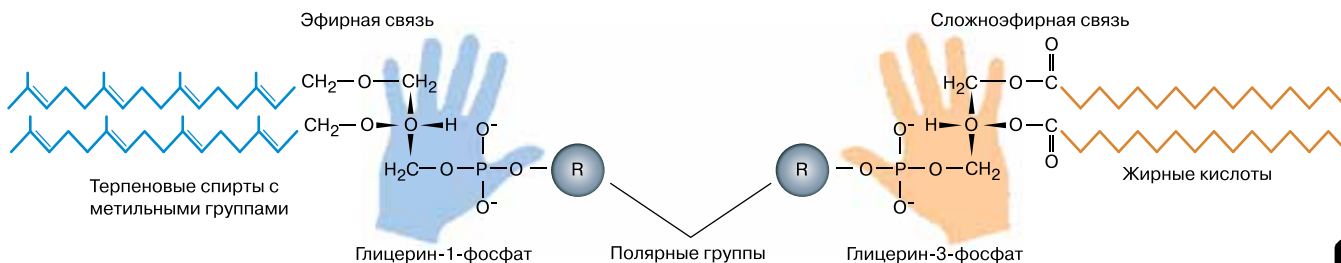 Эфирная связь
Сложноэфирная связь
CH₂–O–CH₂
CH₂–O
O
H
H₂C–O–P–O–
O⁻
O⁻
R
Терпеновые спирты с
метильными группами
Глицерин-1-фосфат
Полярные группы
O
H₂C–O–C
H
O
O–C
O
R
O–P–O–CH₂
O⁻
O⁻
Жирные кислоты
Глицерин-3-фосфат